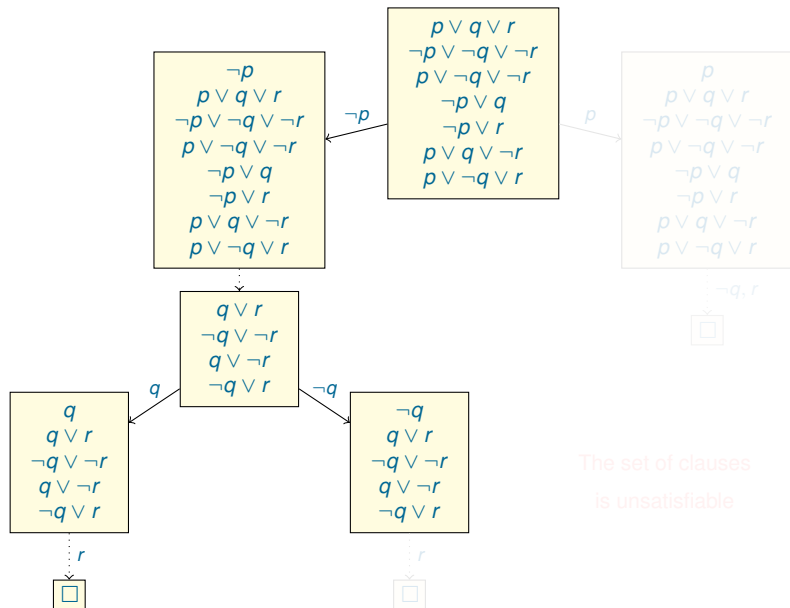 p ∨ q ∨ r
¬p ∨ ¬q ∨ ¬r
p ∨ ¬q ∨ ¬r
¬p ∨ q
¬p ∨ r
p ∨ q ∨ ¬r
p ∨ ¬q ∨ r
¬p
p
¬p
p ∨ q ∨ r
¬p ∨ ¬q ∨ ¬r
p ∨ ¬q ∨ ¬r
¬p ∨ q
¬p ∨ r
p ∨ q ∨ ¬r
p ∨ ¬q ∨ r
p
p ∨ q ∨ r
¬p ∨ ¬q ∨ ¬r
p ∨ ¬q ∨ ¬r
¬p ∨ q
¬p ∨ r
p ∨ q ∨ ¬r
p ∨ ¬q ∨ r
¬q, r
□
q ∨ r
¬q ∨ ¬r
q ∨ ¬r
¬q ∨ r
q
¬q
q
q ∨ r
¬q ∨ ¬r
q ∨ ¬r
¬q ∨ r
¬q
q ∨ r
¬q ∨ ¬r
q ∨ ¬r
¬q ∨ r
The set of clauses
is unsatisfiable
r
□
r
□